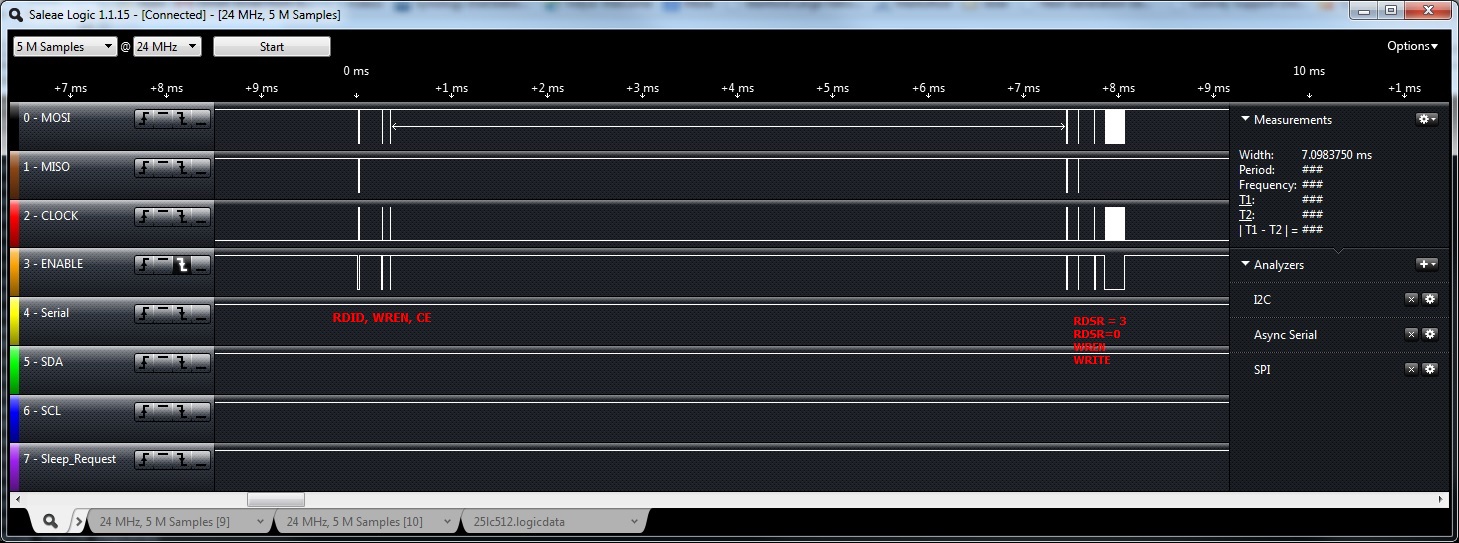 Saleae Logic 1.1.15 - [Connected] - [24 MHz, 5 M Samples]
5 M Samples @ 24 MHz Start Options
0 ms 10 ms
+7 ms +8 ms +9 ms +1 ms +2 ms +3 ms +4 ms +5 ms +6 ms +7 ms +8 ms +9 ms +1 ms
0 - MOSI
1 - MISO
2 - CLOCK
3 - ENABLE
4 - Serial
5 - SDA
6 - SCL
7 - Sleep_Request
RDID, WREN, CE
RDSR = 3
RDSR=0
WREN
WRITE
Measurements
Width: 7.0983750 ms
Period: ###
Frequency: ###
T1: ###
T2: ###
| T1 - T2 | = ###
Analyzers
I2C
Async Serial
SPI
24 MHz, 5 M Samples [9] 24 MHz, 5 M Samples [10] 25lc512.logicdata